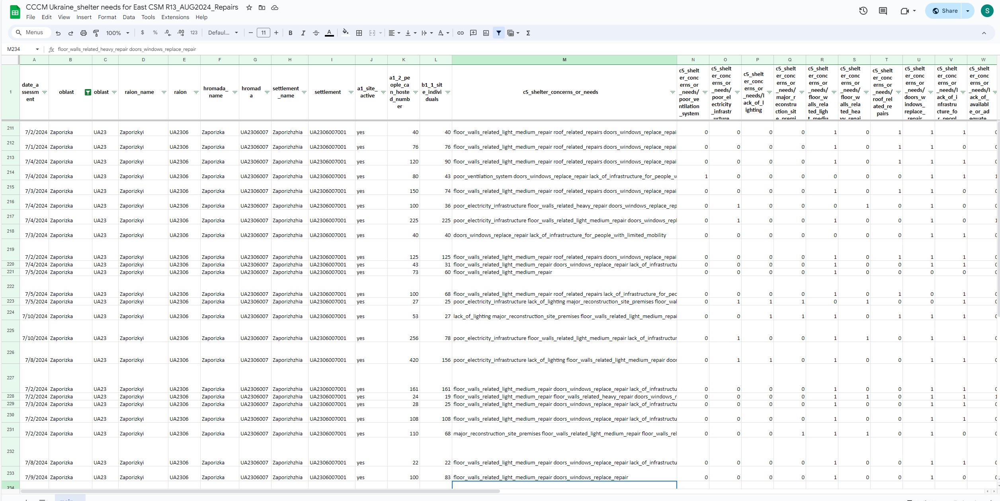 CCCM Ukraine_shelter needs for East CSM R13_AUG2024_Repairs
File Edit View Insert Format Data Tools Extensions Help
Share S
Menus 100% $ % .0 .00 123 Defaul... 11 B I A
M234 fx floor_walls_related_heavy_repair doors_windows_replace_repair
A B C D E F G H I J K L M N O P Q R S T U V W
1 date_assessment oblast oblast raion_name raion hromada_name hromada settlement_name settlement a1_site_active a1_2_people_can_hosted_number b1_1_site_individuals c5_shelter_concerns_or_needs c5_shelter_concerns_or_needs/poor_ventilation_system c5_shelter_concerns_or_needs/poor_electricity_infrastructure c5_shelter_concerns_or_needs/lack_of_lighting c5_shelter_concerns_or_needs/major_reconstruction_site_premi c5_shelter_concerns_or_needs/floor_walls_related_light_mediu c5_shelter_concerns_or_needs/floor_walls_related_heavy_repai c5_shelter_concerns_or_needs/roof_related_repairs c5_shelter_concerns_or_needs/doors_windows_replace_repair c5_shelter_concerns_or_needs/lack_of_infrastructure_for_peopl c5_shelter_concerns_or_needs/lack_of_available_or_adequate
211 7/2/2024 Zaporizka UA23 Zaporizkyi UA2306 Zaporizka UA2306007 Zaporizhzhia UA2306007001 yes 40 40 floor_walls_related_light_medium_repair roof_related_repairs doors_windows_replace_repai 0 0 0 0 1 0 1 1 1
212 7/1/2024 Zaporizka UA23 Zaporizkyi UA2306 Zaporizka UA2306007 Zaporizhzhia UA2306007001 yes 76 76 floor_walls_related_light_medium_repair roof_related_repairs doors_windows_replace_repai 0 0 0 0 1 0 1 1 0
213 7/4/2024 Zaporizka UA23 Zaporizkyi UA2306 Zaporizka UA2306007 Zaporizhzhia UA2306007001 yes 120 90 floor_walls_related_light_medium_repair roof_related_repairs doors_windows_replace_repai 0 0 0 0 1 0 1 1 1
214 7/4/2024 Zaporizka UA23 Zaporizkyi UA2306 Zaporizka UA2306007 Zaporizhzhia UA2306007001 yes 80 43 poor_ventilation_system doors_windows_replace_repair lack_of_infrastructure_for_people_w 1 0 0 0 0 0 0 1 1
215 7/3/2024 Zaporizka UA23 Zaporizkyi UA2306 Zaporizka UA2306007 Zaporizhzhia UA2306007001 yes 150 74 floor_walls_related_light_medium_repair roof_related_repairs doors_windows_replace_repai 0 0 0 0 1 0 1 1 0
216 7/4/2024 Zaporizka UA23 Zaporizkyi UA2306 Zaporizka UA2306007 Zaporizhzhia UA2306007001 yes 100 36 poor_electricity_infrastructure floor_walls_related_heavy_repair doors_windows_replace_rep 0 1 0 0 0 1 0 1 0
217 7/4/2024 Zaporizka UA23 Zaporizkyi UA2306 Zaporizka UA2306007 Zaporizhzhia UA2306007001 yes 225 225 poor_electricity_infrastructure floor_walls_related_light_medium_repair doors_windows_repl 0 1 0 0 1 0 0 1 0
218 7/3/2024 Zaporizka UA23 Zaporizkyi UA2306 Zaporizka UA2306007 Zaporizhzhia UA2306007001 yes 40 40 doors_windows_replace_repair lack_of_infrastructure_for_people_with_limited_mobility 0 0 0 0 0 0 0 1 1
219 7/2/2024 Zaporizka UA23 Zaporizkyi UA2306 Zaporizka UA2306007 Zaporizhzhia UA2306007001 yes 125 125 floor_walls_related_light_medium_repair roof_related_repairs doors_windows_replace_repai 0 0 0 0 1 0 1 1 1
220 7/4/2024 Zaporizka UA23 Zaporizkyi UA2306 Zaporizka UA2306007 Zaporizhzhia UA2306007001 yes 43 31 floor_walls_related_light_medium_repair doors_windows_replace_repair lack_of_infrastructu 0 0 0 0 1 0 0 1 1
221 7/5/2024 Zaporizka UA23 Zaporizkyi UA2306 Zaporizka UA2306007 Zaporizhzhia UA2306007001 yes 73 60 floor_walls_related_light_medium_repair 0 0 0 0 1 0 0 0 0
222 7/5/2024 Zaporizka UA23 Zaporizkyi UA2306 Zaporizka UA2306007 Zaporizhzhia UA2306007001 yes 100 68 floor_walls_related_light_medium_repair roof_related_repairs lack_of_infrastructure_for_pec 0 0 0 0 1 0 1 0 1
223 7/5/2024 Zaporizka UA23 Zaporizkyi UA2306 Zaporizka UA2306007 Zaporizhzhia UA2306007001 yes 27 25 poor_electricity_infrastructure lack_of_lighting major_reconstruction_site_premises floor_wal 0 1 1 1 0 1 0 0 1
224 7/10/2024 Zaporizka UA23 Zaporizkyi UA2306 Zaporizka UA2306007 Zaporizhzhia UA2306007001 yes 53 27 lack_of_lighting major_reconstruction_site_premises floor_walls_related_light_medium_repai 0 0 1 1 1 0 1 1 1
225 7/10/2024 Zaporizka UA23 Zaporizkyi UA2306 Zaporizka UA2306007 Zaporizhzhia UA2306007001 yes 256 78 poor_electricity_infrastructure floor_walls_related_light_medium_repair lack_of_infrastructur 0 1 0 0 1 1 0 1 1
226 7/8/2024 Zaporizka UA23 Zaporizkyi UA2306 Zaporizka UA2306007 Zaporizhzhia UA2306007001 yes 420 156 poor_electricity_infrastructure lack_of_lighting floor_walls_related_light_medium_repair door 0 1 1 0 1 0 0 1 1
227 7/2/2024 Zaporizka UA23 Zaporizkyi UA2306 Zaporizka UA2306007 Zaporizhzhia UA2306007001 yes 161 161 floor_walls_related_light_medium_repair doors_windows_replace_repair lack_of_infrastructu 0 0 0 0 1 0 0 1 1
228 7/2/2024 Zaporizka UA23 Zaporizkyi UA2306 Zaporizka UA2306007 Zaporizhzhia UA2306007001 yes 24 19 floor_walls_related_light_medium_repair floor_walls_related_heavy_repair doors_windows_r 0 0 0 0 1 1 0 1 1
229 7/3/2024 Zaporizka UA23 Zaporizkyi UA2306 Zaporizka UA2306007 Zaporizhzhia UA2306007001 yes 28 25 floor_walls_related_light_medium_repair doors_windows_replace_repair lack_of_infrastructu 0 0 0 0 1 0 0 1 1
230 7/2/2024 Zaporizka UA23 Zaporizkyi UA2306 Zaporizka UA2306007 Zaporizhzhia UA2306007001 yes 108 108 floor_walls_related_light_medium_repair doors_windows_replace_repair lack_of_infrastructu 0 0 0 0 1 0 0 1 1
231 7/2/2024 Zaporizka UA23 Zaporizkyi UA2306 Zaporizka UA2306007 Zaporizhzhia UA2306007001 yes 110 68 major_reconstruction_site_premises floor_walls_related_light_medium_repair floor_walls_rel 0 0 0 1 1 1 0 1 0
232 7/8/2024 Zaporizka UA23 Zaporizkyi UA2306 Zaporizka UA2306007 Zaporizhzhia UA2306007001 yes 22 22 floor_walls_related_light_medium_repair doors_windows_replace_repair lack_of_infrastructu 0 0 0 0 1 0 0 1 1
233 7/9/2024 Zaporizka UA23 Zaporizkyi UA2306 Zaporizka UA2306007 Zaporizhzhia UA2306007001 yes 100 83 floor_walls_related_light_medium_repair doors_windows_replace_repair 0 0 0 0 1 0 0 1 0
234